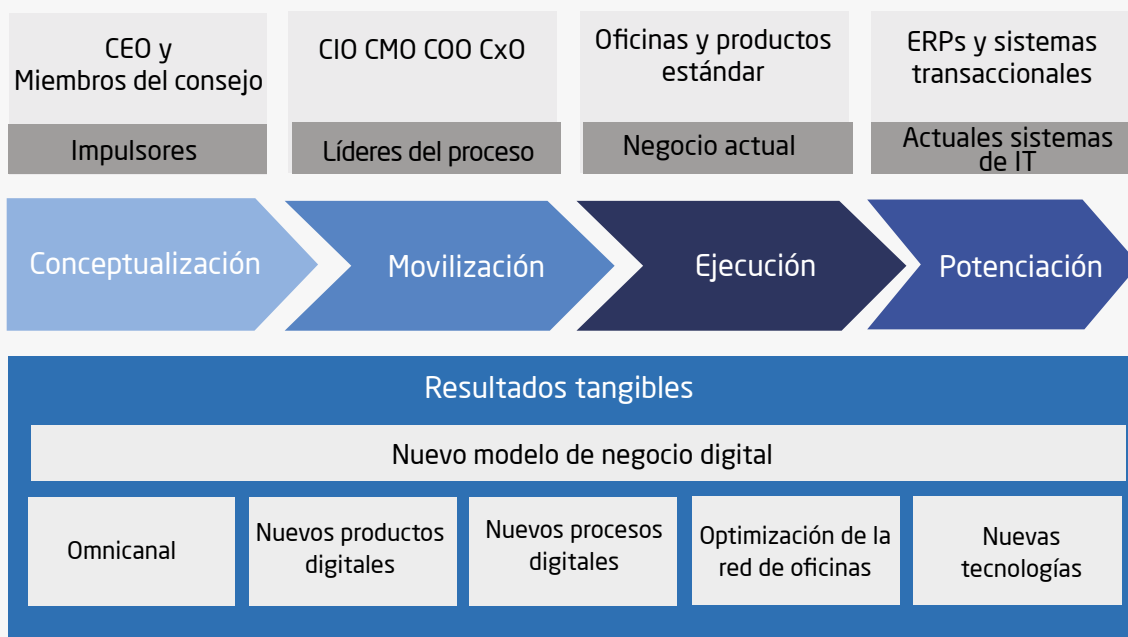 CEO y
Miembros del consejo
Impulsores
CIO CMO COO CxO
Líderes del proceso
Oficinas y productos
estándar
Negocio actual
ERPs y sistemas
transaccionales
Actuales sistemas
de IT
Conceptualización
Movilización
Ejecución
Potenciación
Resultados tangibles
Nuevo modelo de negocio digital
Omnicanal
Nuevos productos
digitales
Nuevos procesos
digitales
Optimización de la
red de oficinas
Nuevas
tecnologías